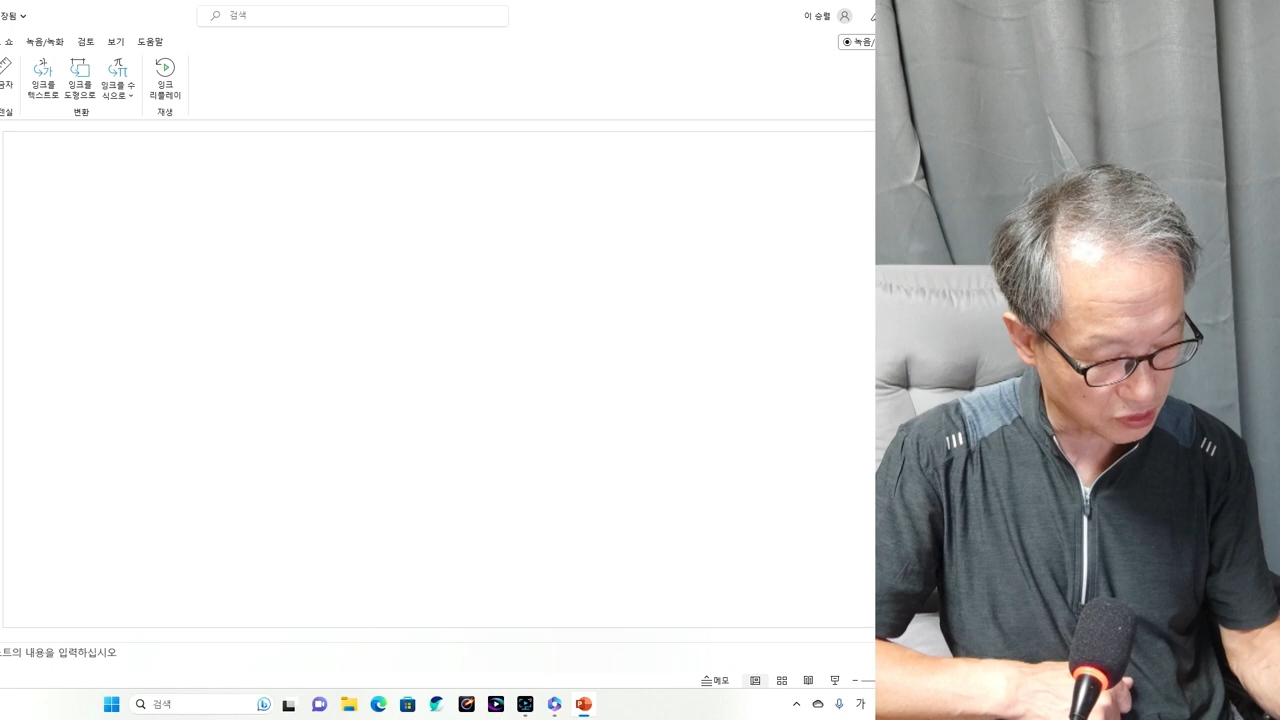 장됨
검색
이 승렬
쇼 녹음/녹화 검토 보기 도움말
녹음/
잉크를 텍스트로
잉크를 도형으로
잉크를 수식으로
잉크 리플레이
변환
재생
트의 내용을 입력하십시오
메모
검색
가